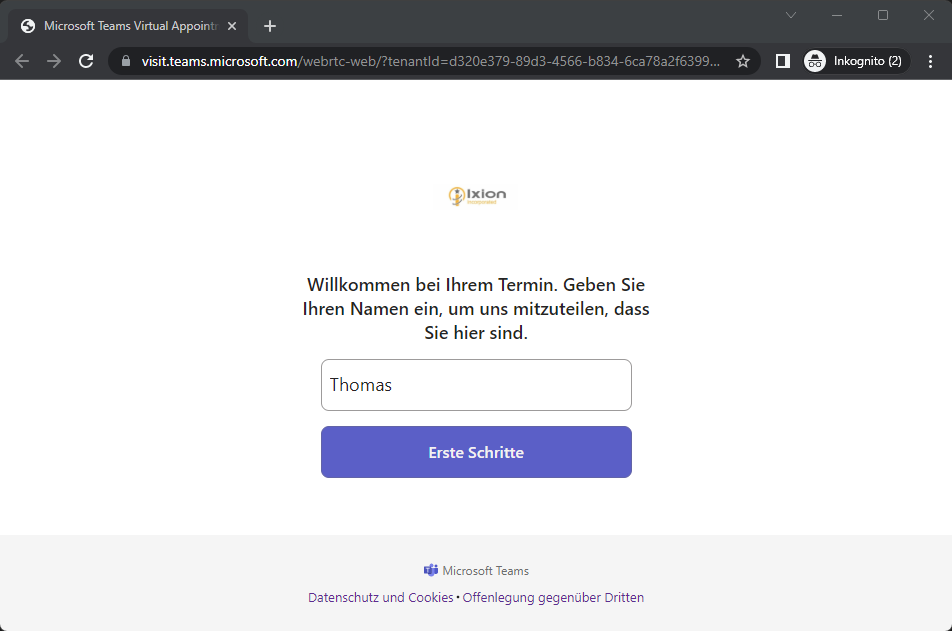 Microsoft Teams Virtual Appointr
visit.teams.microsoft.com/webrtc-web/?tenantId=d320e379-89d3-4566-b834-6ca78a2f6399...
Inkognito (2)
Ixion
Willkommen bei Ihrem Termin. Geben Sie
Ihren Namen ein, um uns mitzuteilen, dass
Sie hier sind.
Thomas
Erste Schritte
Microsoft Teams
Datenschutz und Cookies • Offenlegung gegenüber Dritten